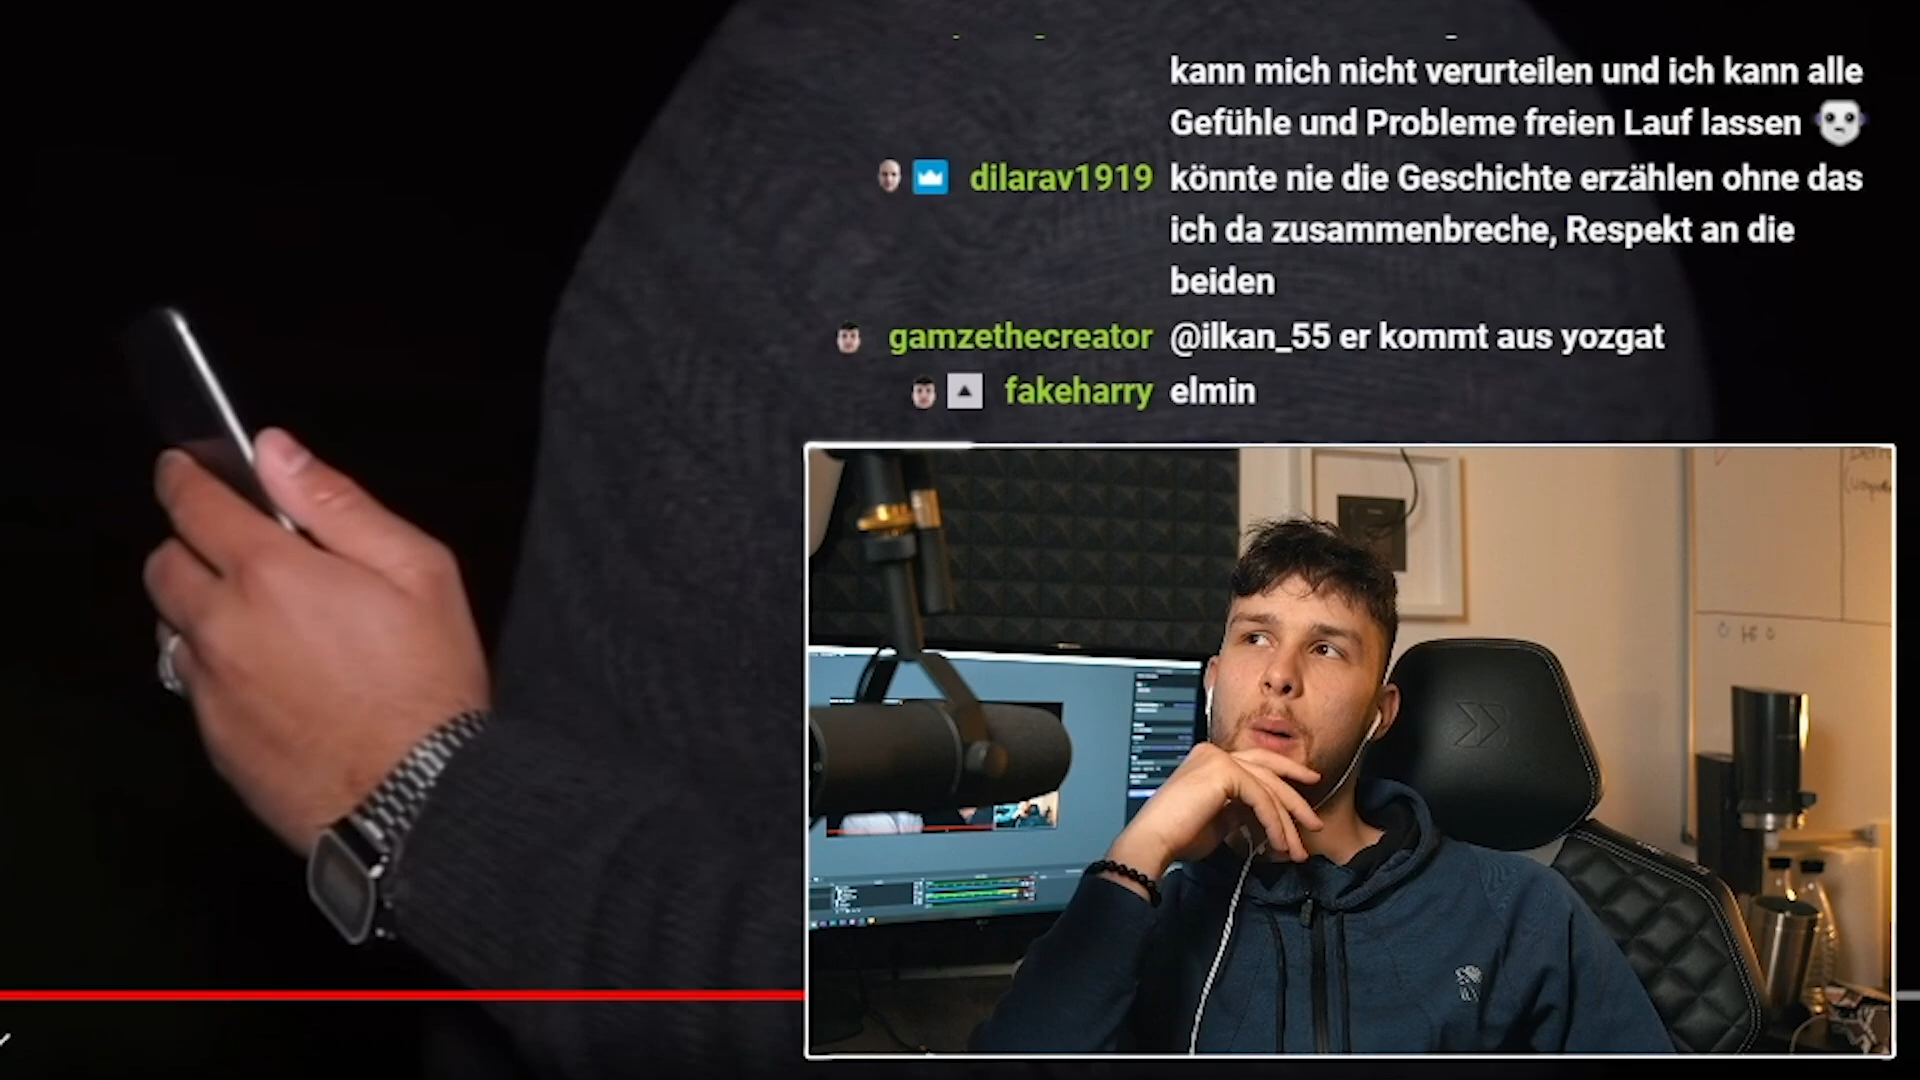 kann mich nicht verurteilen und ich kann alle
Gefühle und Probleme freien Lauf lassen
dilarav1919 könnte nie die Geschichte erzählen ohne das
ich da zusammenbreche, Respekt an die
beiden
gamzethecreator @ilkan_55 er kommt aus yozgat
fakeharry elmin